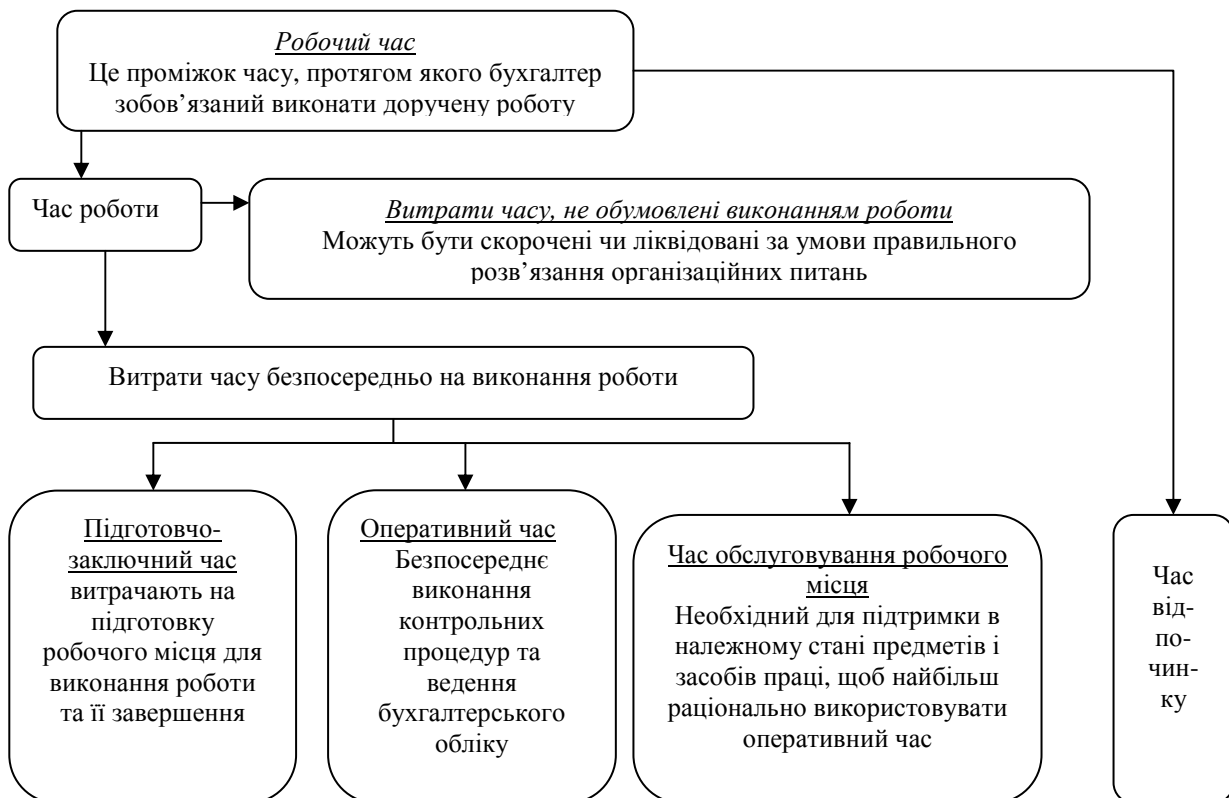 Робочий час
Це проміжок часу, протягом якого бухгалтер
зобов’язаний виконати доручену роботу
Час роботи
Витрати часу, не обумовлені виконанням роботи
Можуть бути скорочені чи ліквідовані за умови правильного
розв’язання організаційних питань
Витрати часу безпосередньо на виконання роботи
Підготовчо-
заключний час
витрачають на
підготовку
робочого місця для
виконання роботи
та її завершення
Оперативний час
Безпосереднє
виконання
контрольних
процедур та
ведення
бухгалтерського
обліку
Час обслуговування робочого
місця
Необхідний для підтримки в
належному стані предметів і
засобів праці, щоб найбільш
раціонально використовувати
оперативний час
Час
від-
по-
чин-
ку